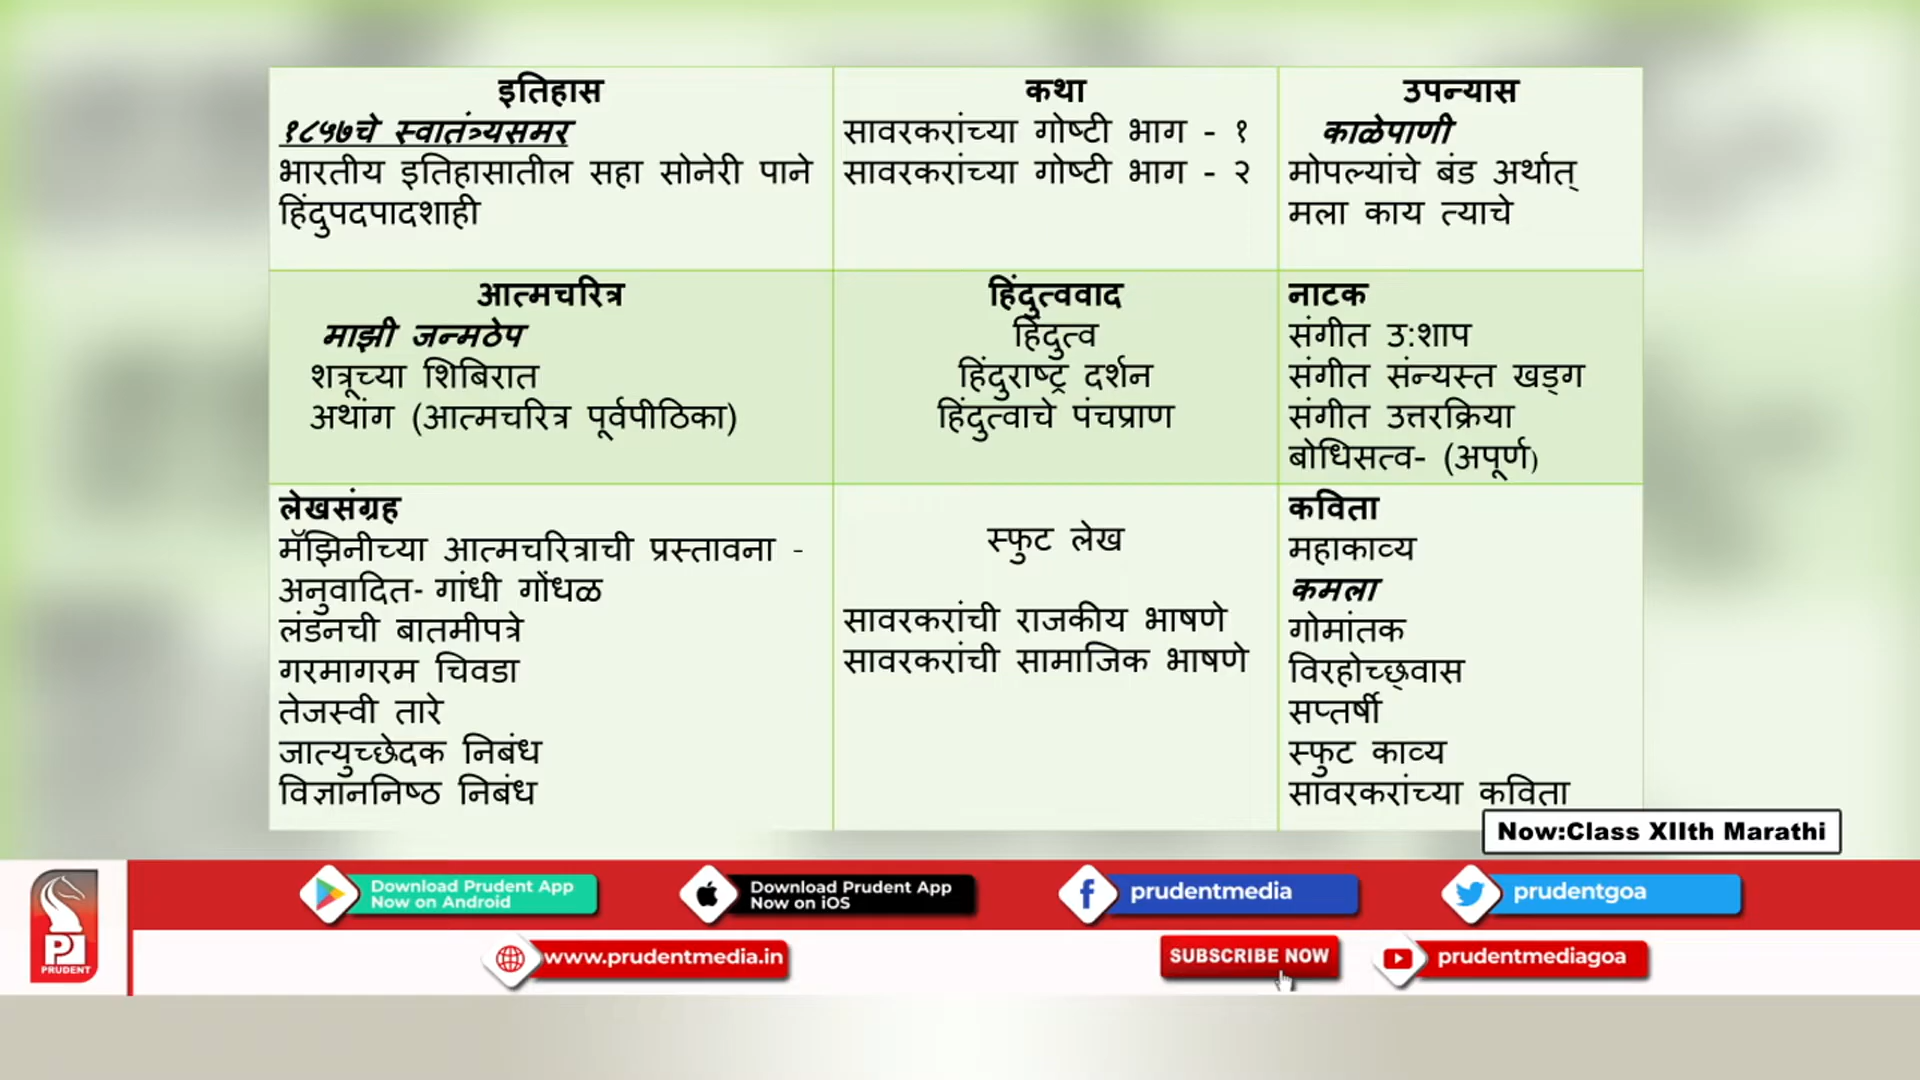 इतिहास
१८५७चे स्वातंत्र्यसमर
भारतीय इतिहासातील सहा सोनेरी पाने
हिंदुपदपादशाही
कथा
सावरकरांच्या गोष्टी भाग - १
सावरकरांच्या गोष्टी भाग - २
उपन्यास
काळेपाणी
मोपल्यांचे बंड अर्थात्
मला काय त्याचे
आत्मचरित्र
माझी जन्मठेप
शत्रूच्या शिबिरात
अथांग (आत्मचरित्र पूर्वपीठिका)
हिंदुत्ववाद
हिंदुत्व
हिंदुराष्ट्र दर्शन
हिंदुत्वाचे पंचप्राण
नाटक
संगीत उ:शाप
संगीत संन्यस्त खड्ग
संगीत उत्तरक्रिया
बोधिसत्व- (अपूर्ण)
लेखसंग्रह
मॅझिनीच्या आत्मचरित्राची प्रस्तावना -
अनुवादित- गांधी गोंधळ
लंडनची बातमीपत्रे
गरमागरम चिवडा
तेजस्वी तारे
जात्युच्छेदक निबंध
विज्ञाननिष्ठ निबंध
स्फुट लेख
सावरकरांची राजकीय भाषणे
सावरकरांची सामाजिक भाषणे
कविता
महाकाव्य
कमला
गोमांतक
विरहोच्छ्वास
सप्तर्षी
स्फुट काव्य
सावरकरांच्या कविता
Now:Class XIIth Marathi
Download Prudent App
Now on Android
Download Prudent App
Now on iOS
prudentmedia
prudentgoa
PRUDENT
www.prudentmedia.in
SUBSCRIBE NOW
prudentmediagoa